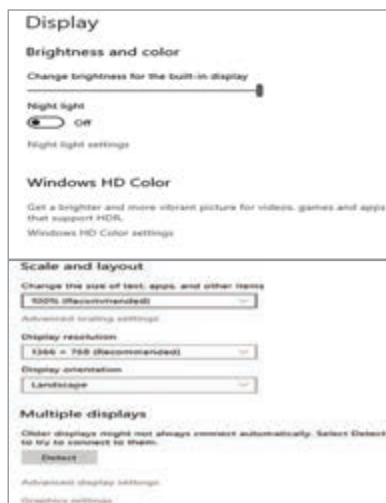 Display
Brightness and color
Change brightness for the built-in display
Night light
Off
Night light settings
Windows HD Color
Get a brighter and more vibrant picture for videos, games and apps
that support HDR.
Windows HD Color settings
Scale and layout
Change the size of text, apps, and other items
100% (Recommended)
Advanced scaling settings
Display resolution
1366 × 768 (Recommended)
Display orientation
Landscape
Multiple displays
Older displays might not always connect automatically. Select Detect
to try to connect to them.
Detect
Advanced display settings
Graphics settings